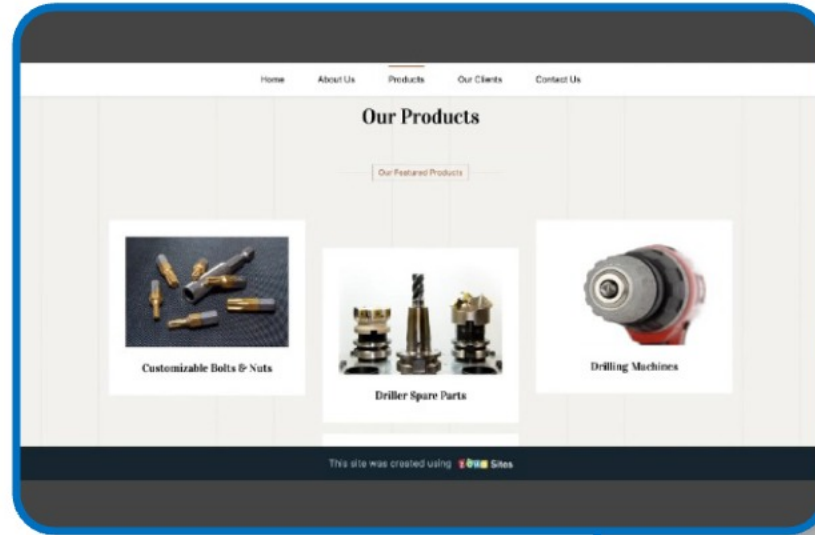 Home About Us Products Our Clients Contact Us
Our Products
Our Featured Products
Customizable Bolts & Nuts
Driller Spare Parts
Drilling Machines
This site was created using Sites